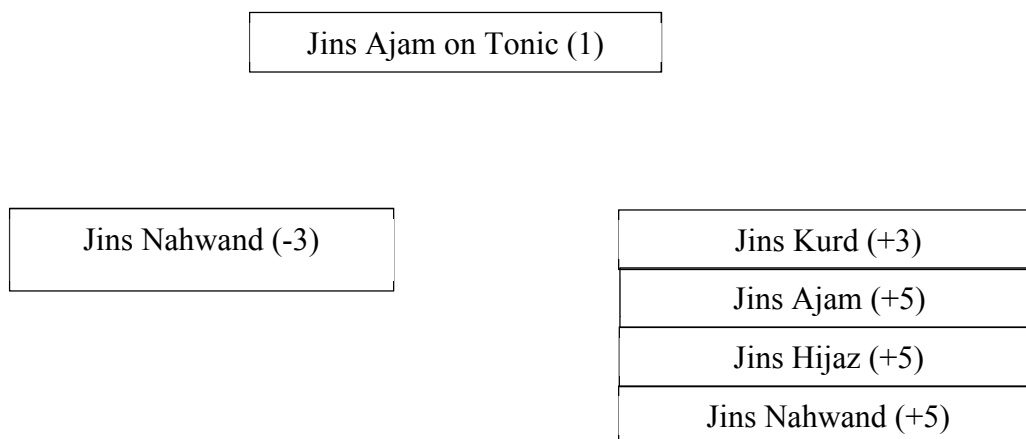 Jins Ajam on Tonic (1)
Jins Nahwand (-3)
Jins Kurd (+3)
Jins Ajam (+5)
Jins Hijaz (+5)
Jins Nahwand (+5)